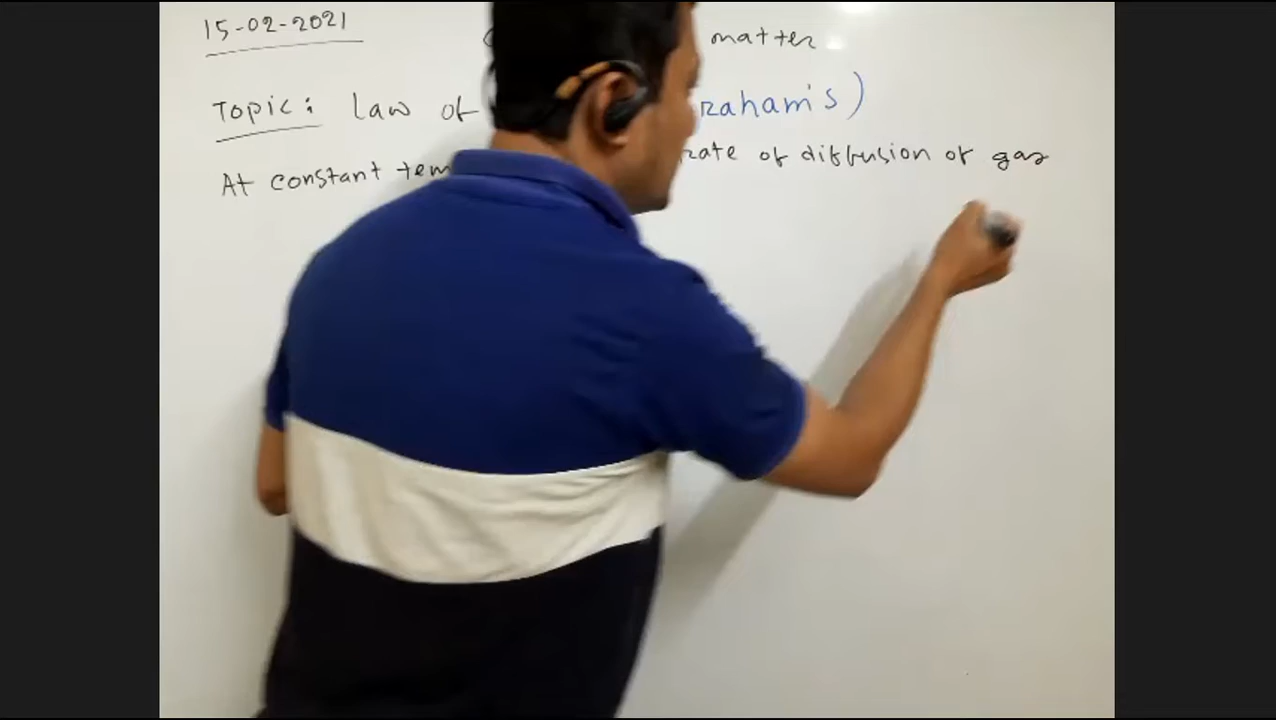 15-02-2021
matter
Topic: law of raham's)
At constant tem rate of diffusion of gas